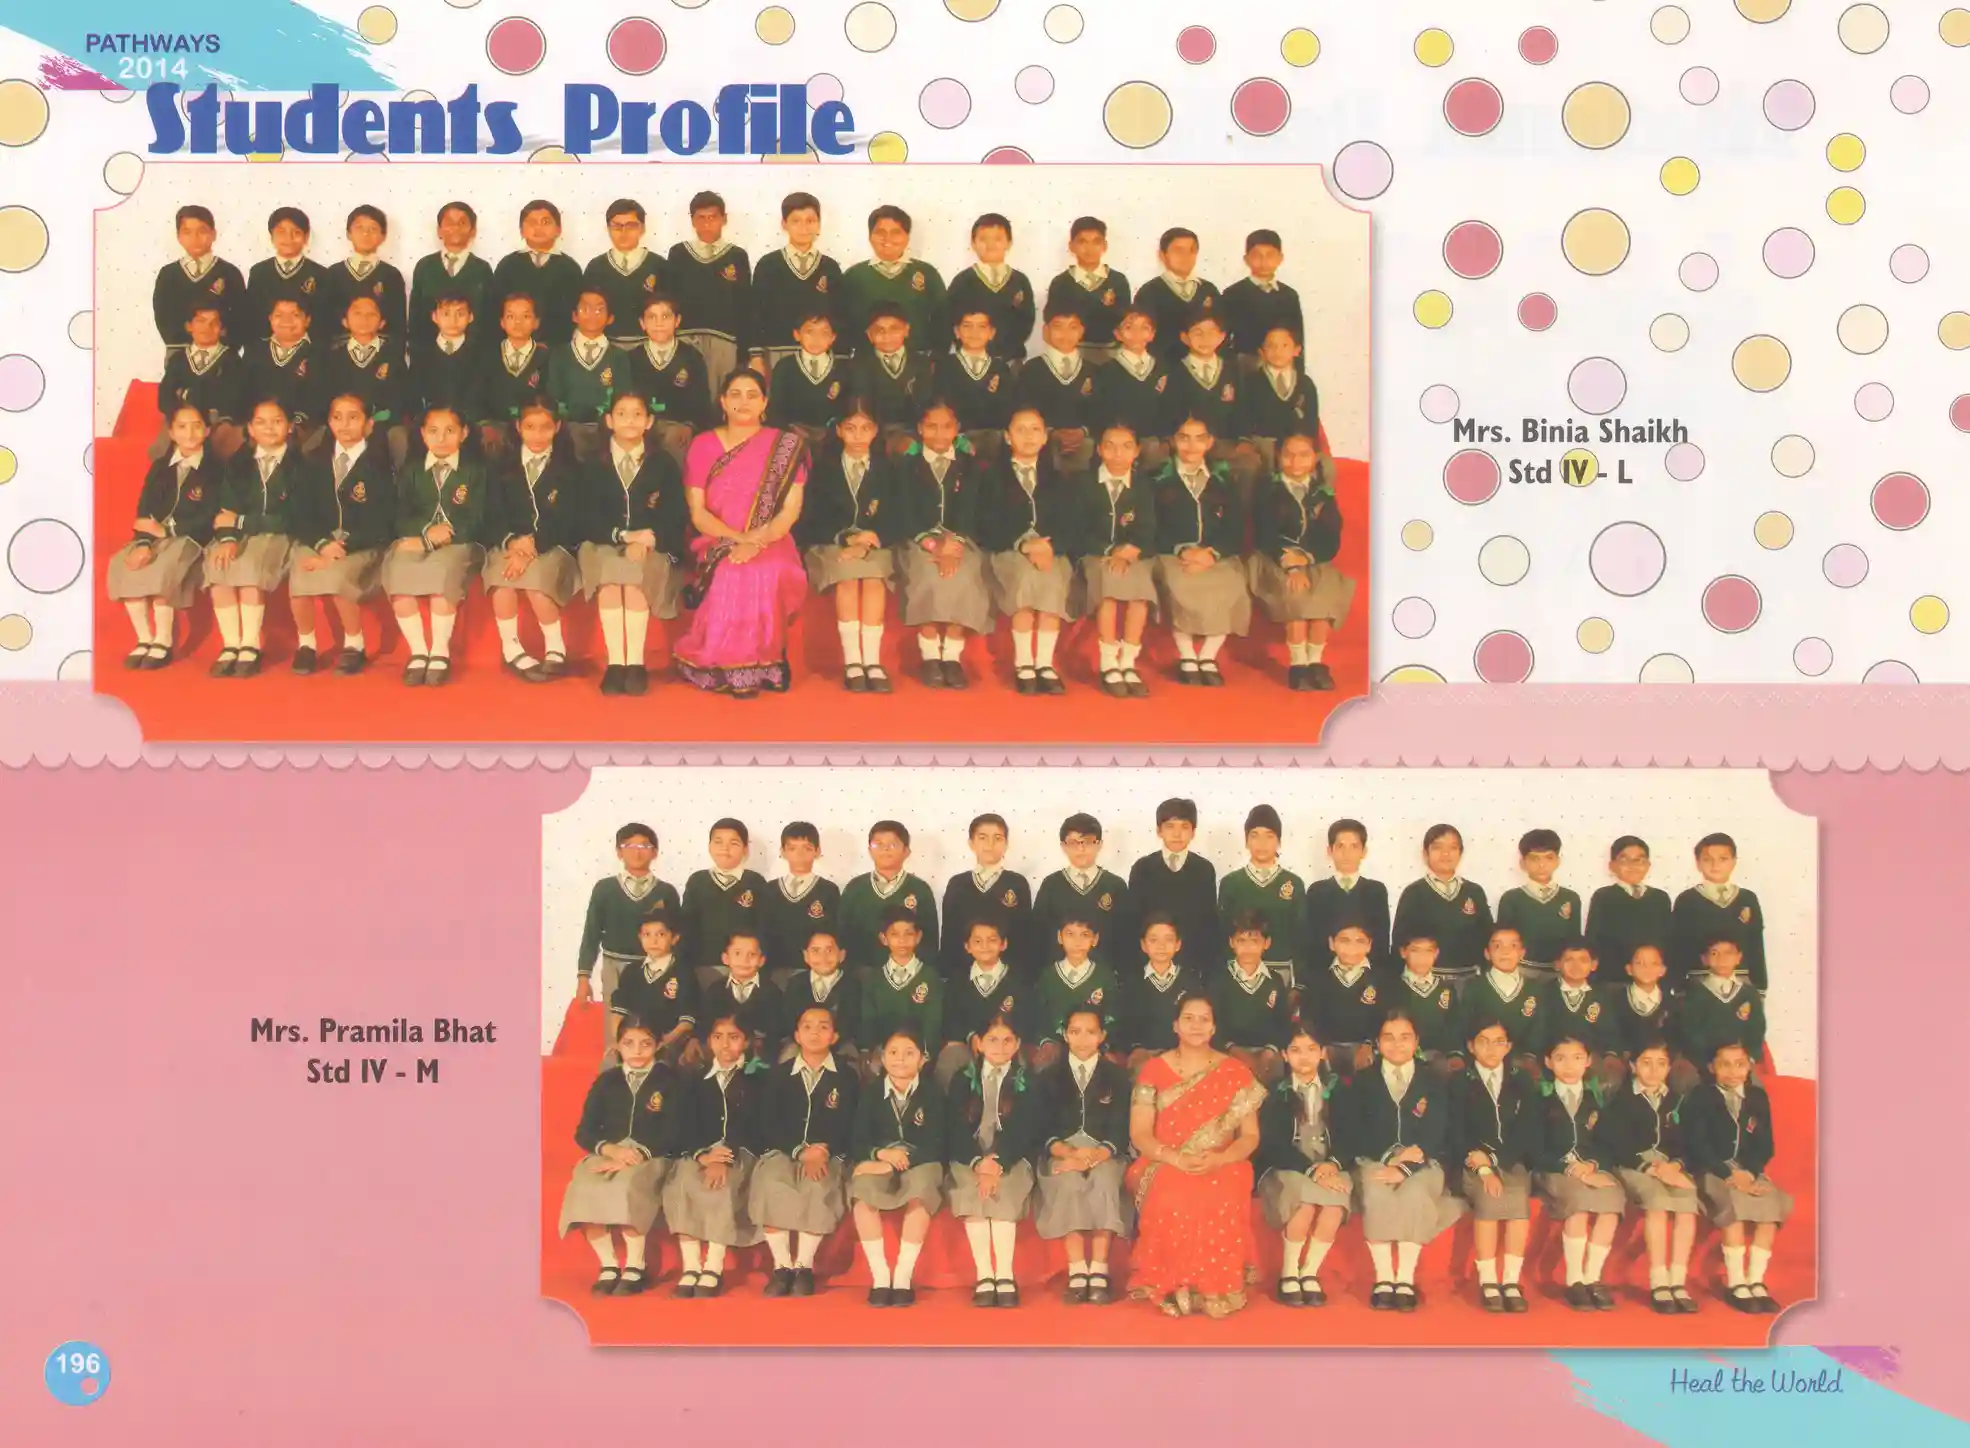 PATHWAYS
2014
Students Profile
Mrs. Binia Shaikh
Std IV - L
Mrs. Pramila Bhat
Std IV - M
196
Heal the World